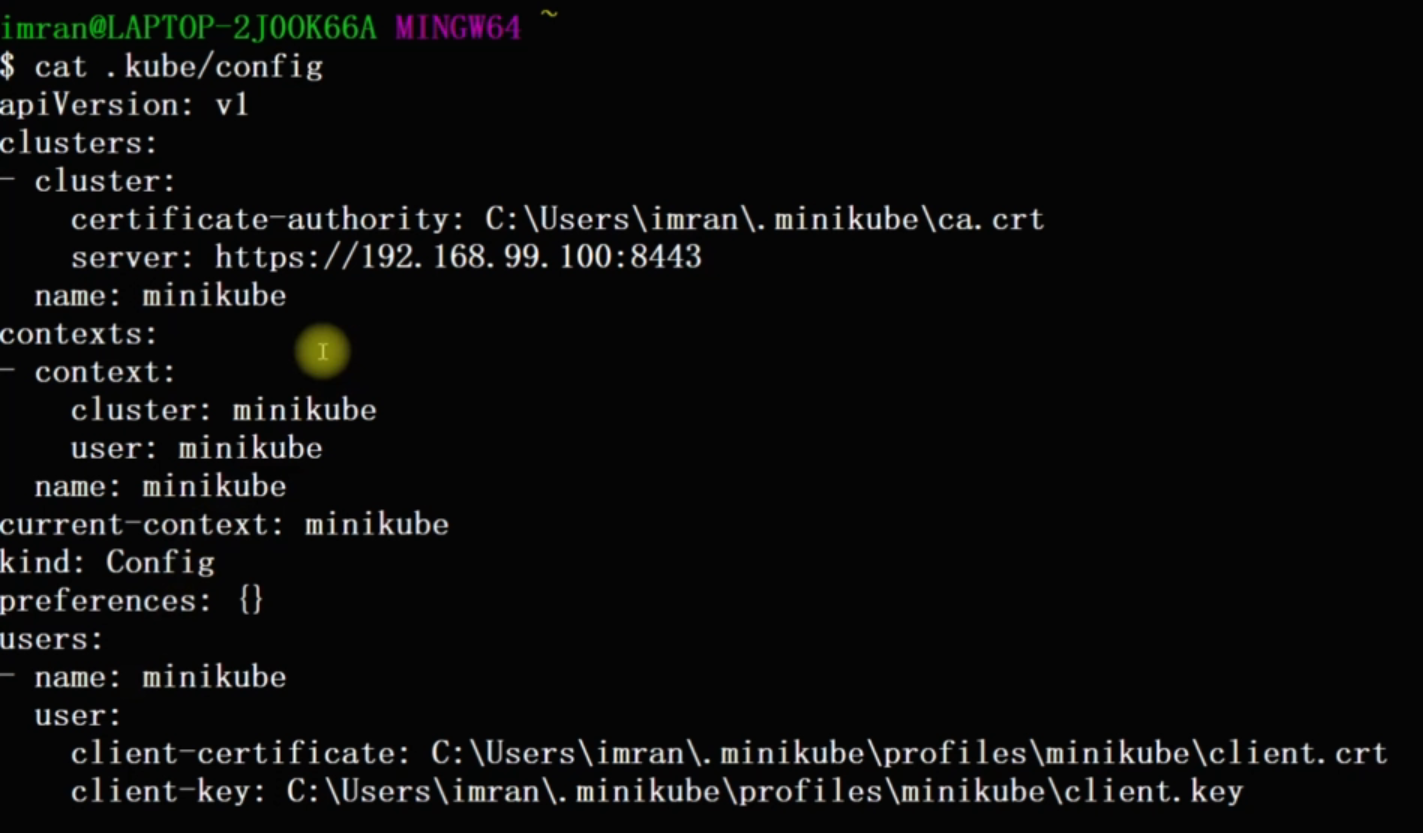 imran@LAPTOP-2JOOK66A MINGW64 ~
$ cat .kube/config
apiVersion: v1
clusters:
- cluster:
    certificate-authority: C:\Users\imran\.minikube\ca.crt
    server: https://192.168.99.100:8443
  name: minikube
contexts:
- context:
    cluster: minikube
    user: minikube
  name: minikube
current-context: minikube
kind: Config
preferences: {}
users:
- name: minikube
  user:
    client-certificate: C:\Users\imran\.minikube\profiles\minikube\client.crt
    client-key: C:\Users\imran\.minikube\profiles\minikube\client.key